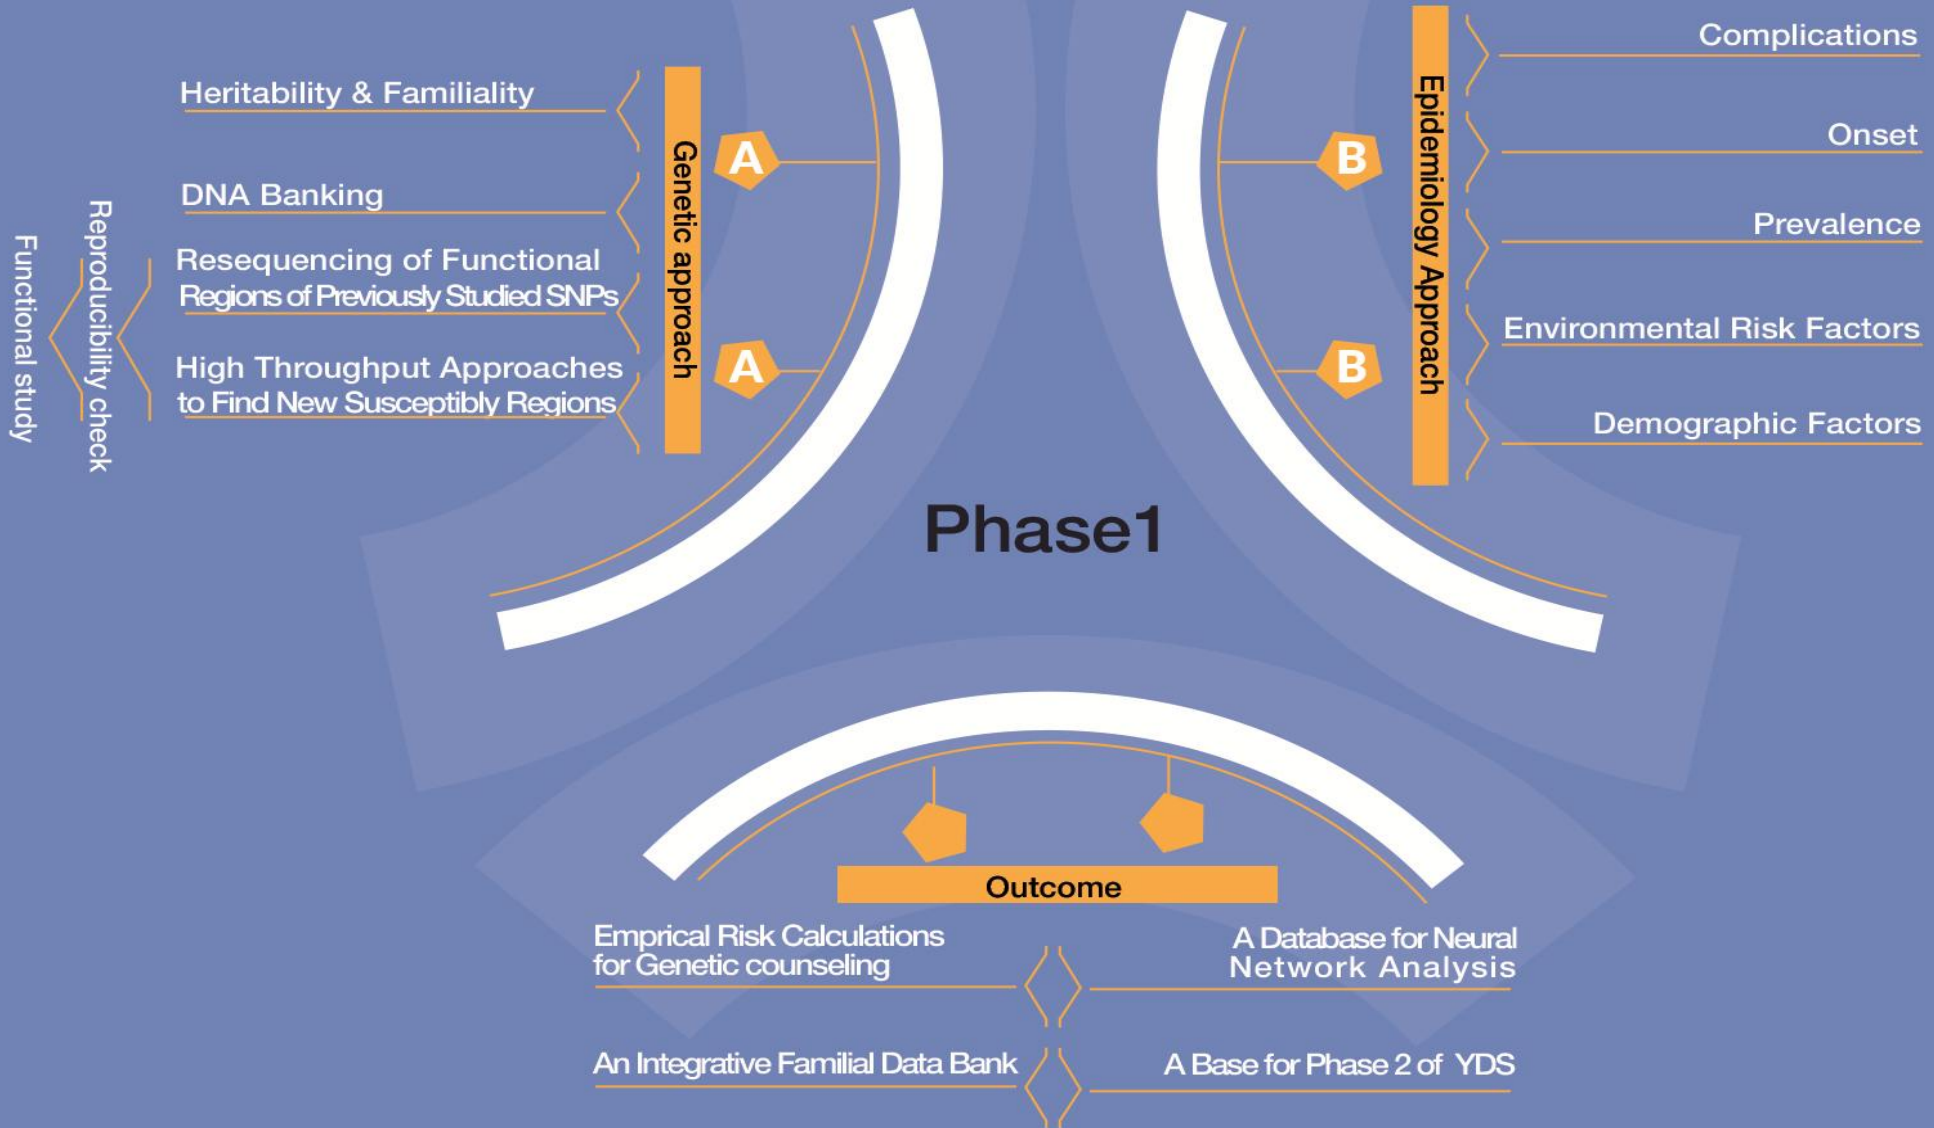 Heritability & Familiality
DNA Banking
Resequencing of Functional
Regions of Previously Studied SNPs
High Throughput Approaches
to Find New Susceptibly Regions
Reproducibility check
Functional study
Genetic approach
A
A
Phase1
B
B
Epidemiology Approach
Complications
Onset
Prevalence
Environmental Risk Factors
Demographic Factors
Outcome
Emprical Risk Calculations
for Genetic counseling
An Integrative Familial Data Bank
A Database for Neural
Network Analysis
A Base for Phase 2 of YDS